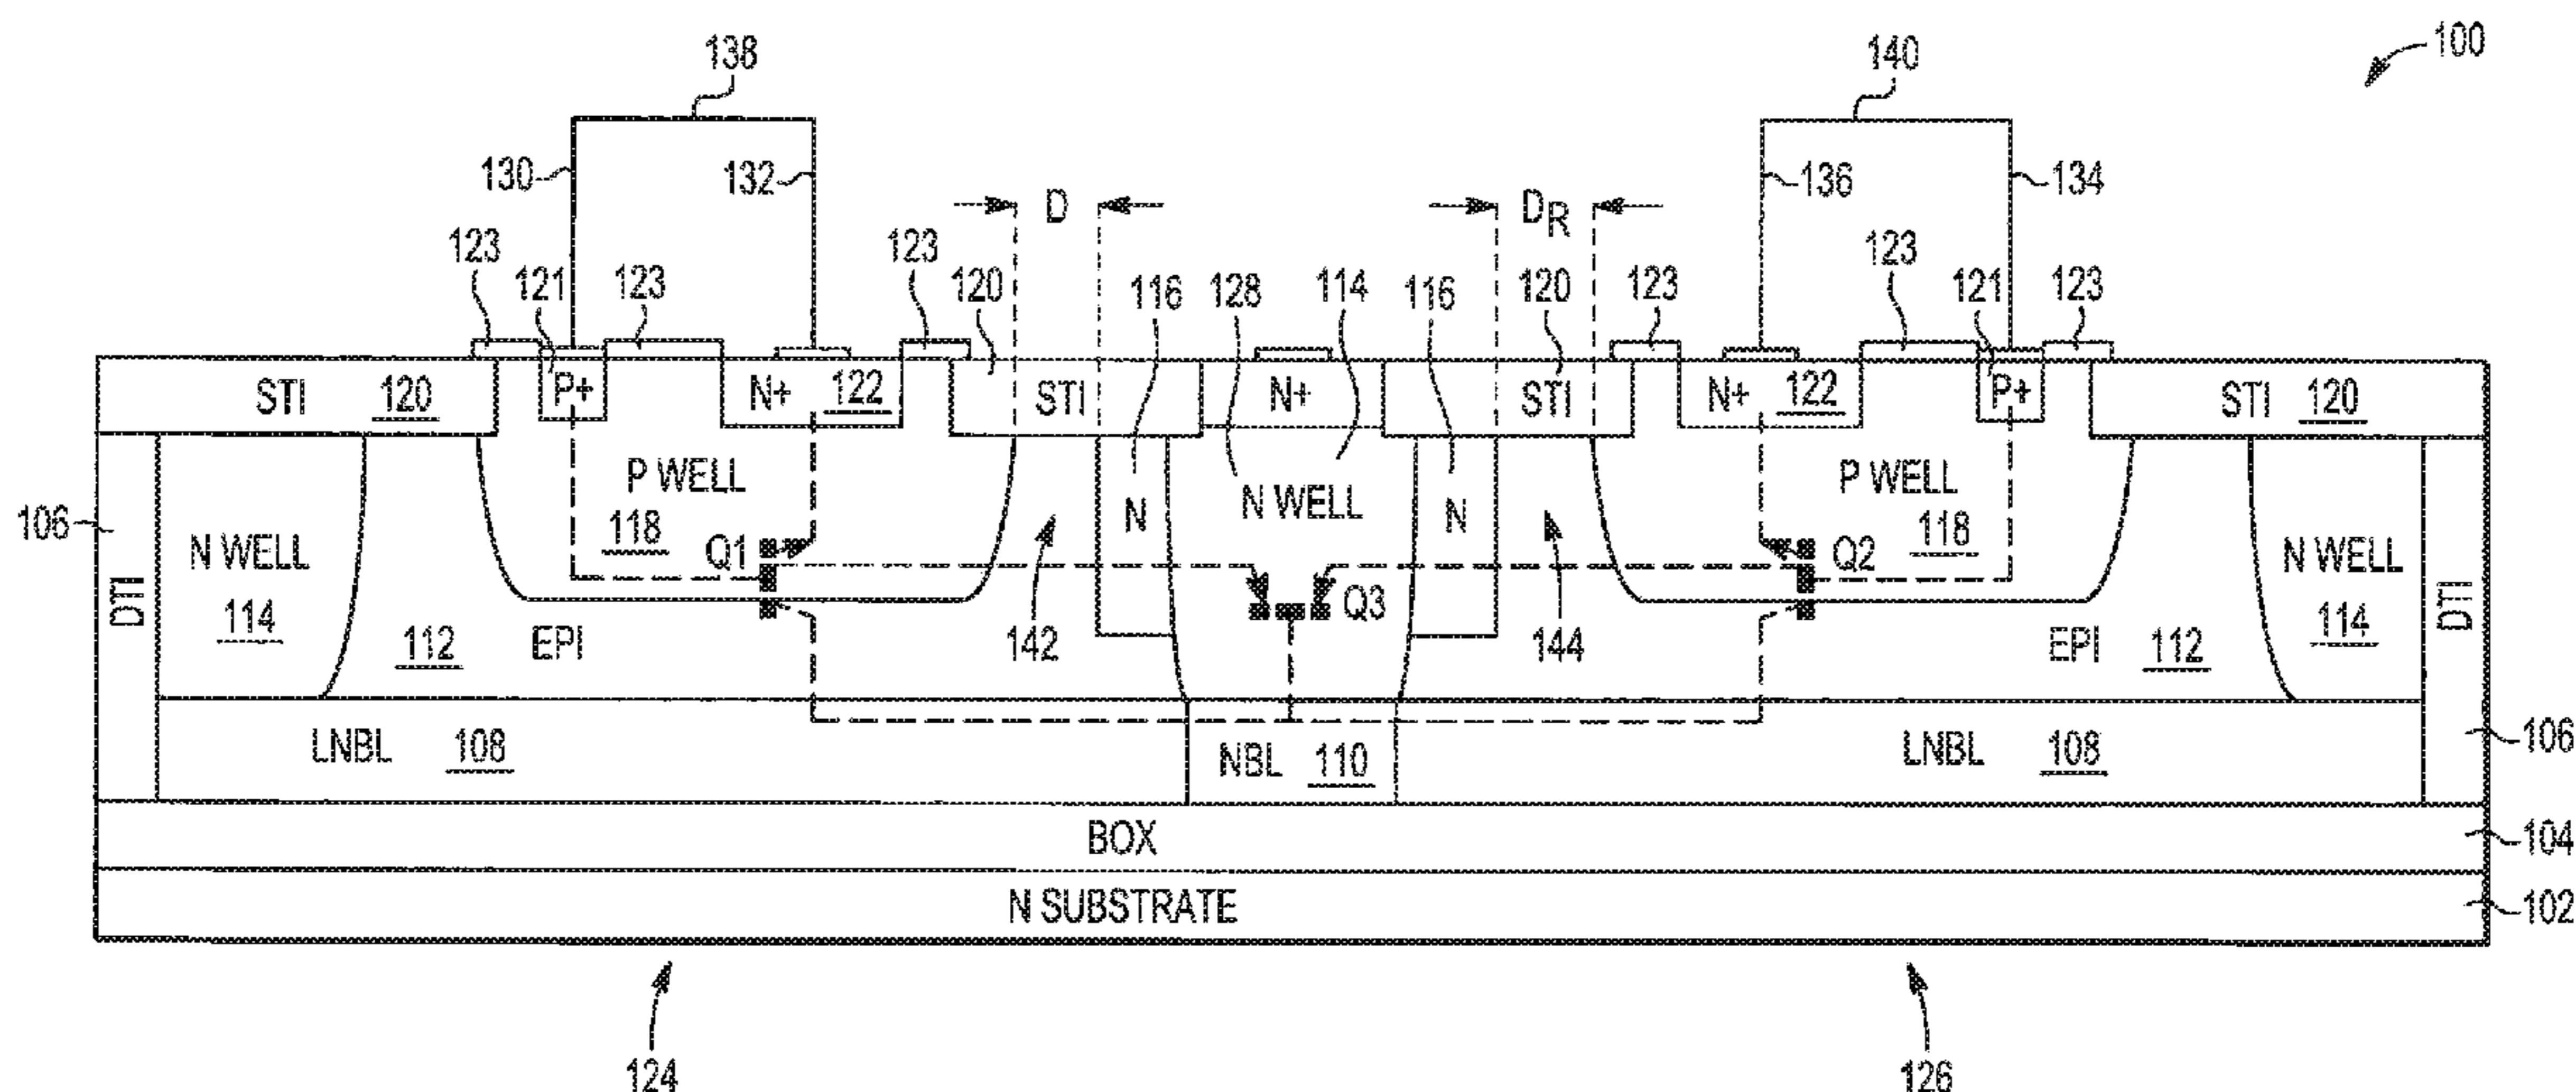 138
140
100
130
132
136
134
D
DR
123
121
123
123
120
116
128
114
116
120
123
123
121
123
STI 120
P+
N+ 122
STI
N+
STI
N+ 122
P+
STI 120
106
DTI
N WELL
114
P WELL
118
Q1
112
EPI
142
N
N WELL
Q3
N
144
P WELL
118
Q2
EPI
112
N WELL
114
DTI
106
LNBL 108
NBL 110
LNBL 108
BOX
104
N SUBSTRATE
102
124
126